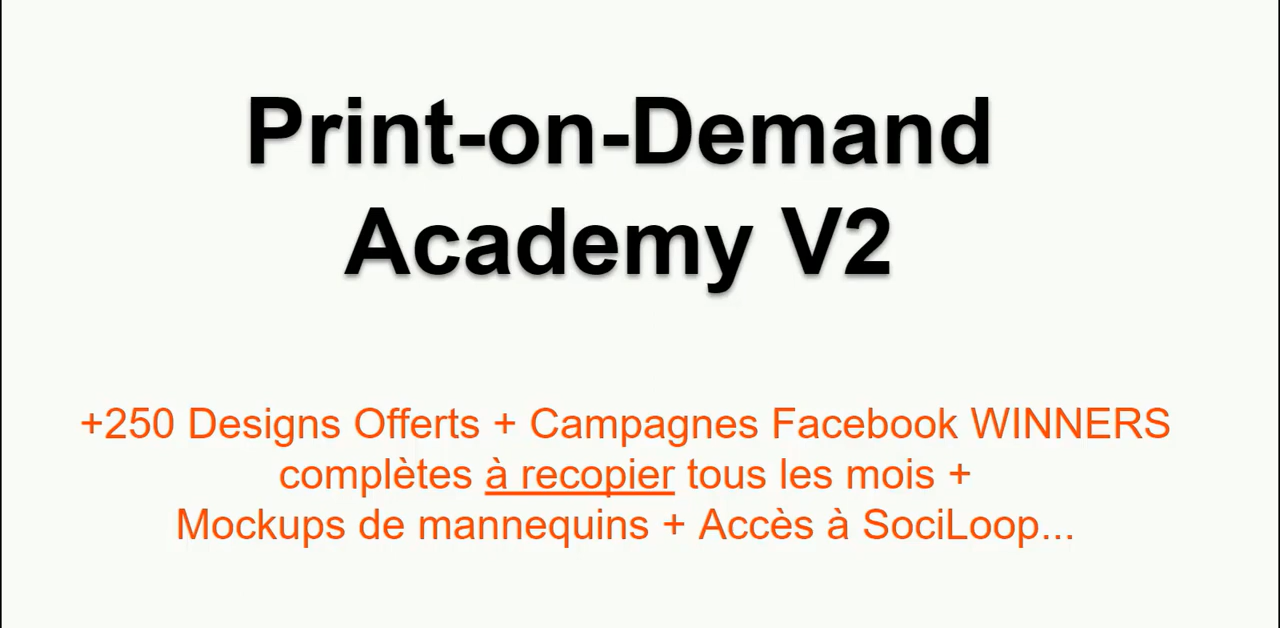 Print-on-Demand
Academy V2
+250 Designs Offerts + Campagnes Facebook WINNERS
complètes à recopier tous les mois +
Mockups de mannequins + Accès à SociLoop...